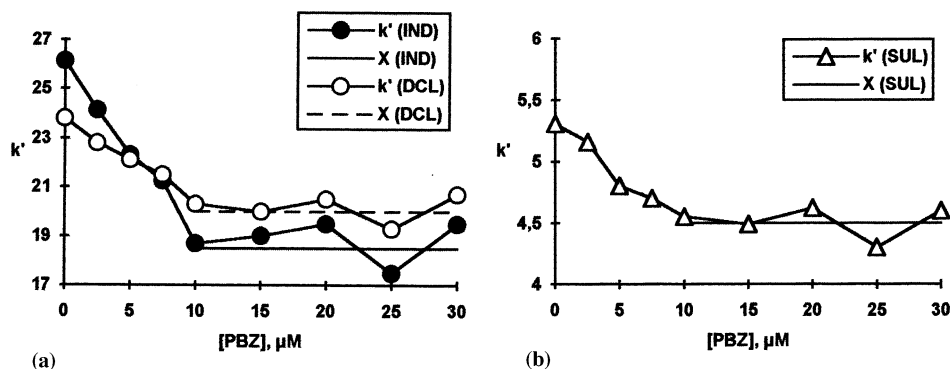 27
25
23
21
19
17
k'
0 5 10 15 20 25 30
[PBZ], µM
k' (IND)
X (IND)
k' (DCL)
X (DCL)
(a)
6
5,5
5
4,5
4
k'
0 5 10 15 20 25 30
[PBZ], µM
k' (SUL)
X (SUL)
(b)